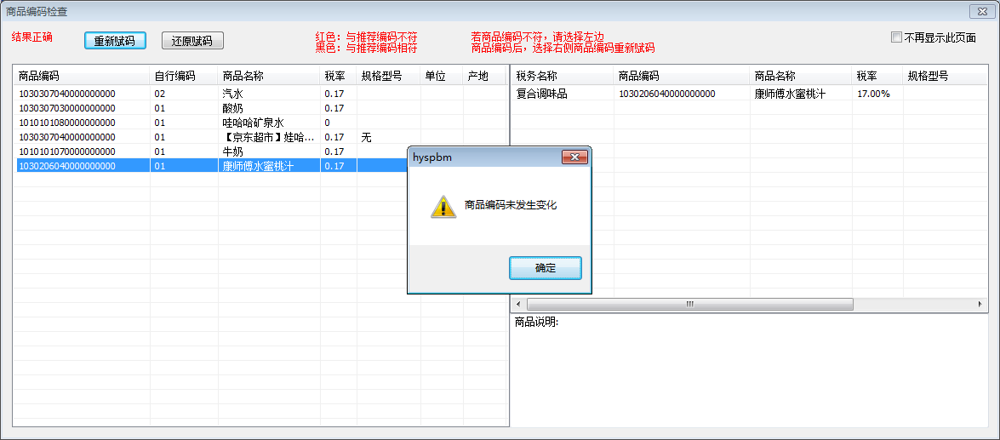 商品编码检查
结果正确
重新赋码
还原赋码
红色：与推荐编码不符
黑色：与推荐编码相符
若商品编码不符，请选择左边
商品编码后，选择右侧商品编码重新赋码
不再显示此页面
商品编码 自行编码 商品名称 税率 规格型号 单位 产地
1030307040000000000 02 汽水 0.17
1030307030000000000 01 酸奶 0.17
1010101080000000000 01 哇哈哈矿泉水 0
1030307040000000000 01 【京东超市】娃哈... 0.17 无
1010101070000000000 01 牛奶 0.17
1030206040000000000 01 康师傅水蜜桃汁 0.17
税务名称 商品编码 商品名称 税率 规格型号
复合调味品 1030206040000000000 康师傅水蜜桃汁 17.00%
商品说明:
hyspbm
商品编码未发生变化
确定